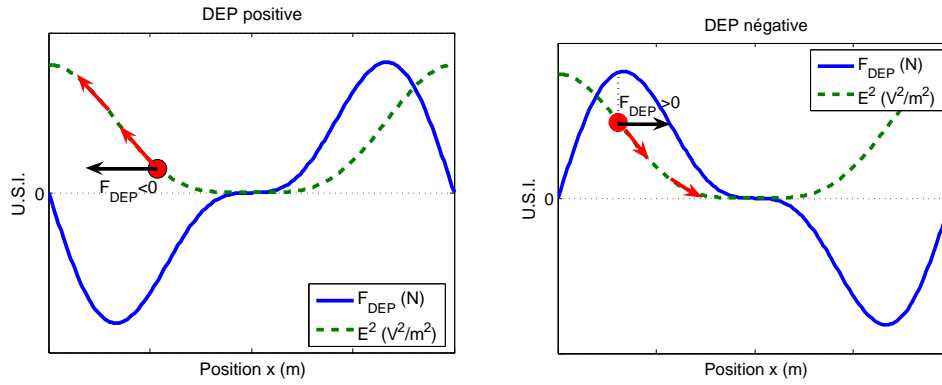 DEP positive
U.S.I.
0
F_DEP<0
F_DEP (N)
E² (V²/m²)
Position x (m)
DEP négative
F_DEP (N)
E² (V²/m²)
F_DEP>0
U.S.I.
0
Position x (m)